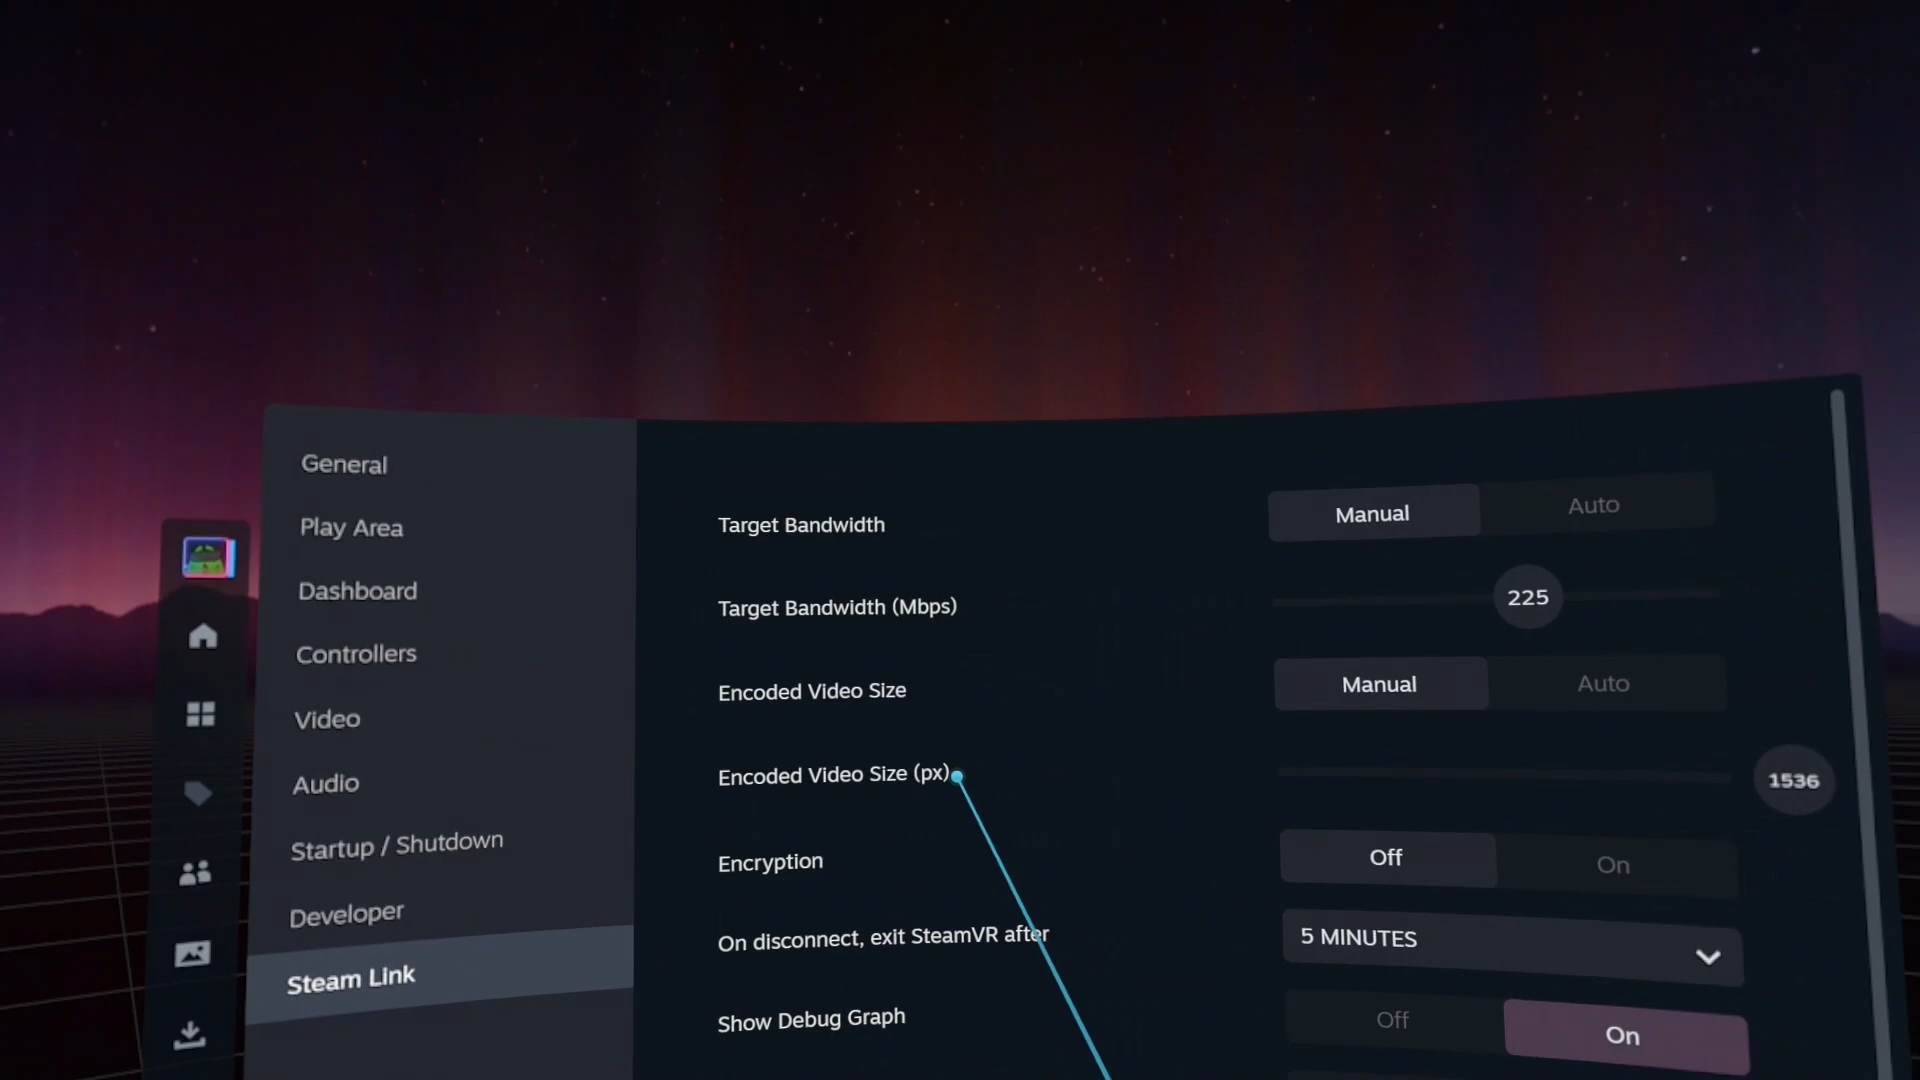 General
Play Area
Dashboard
Controllers
Video
Audio
Startup / Shutdown
Developer
Steam Link
Target Bandwidth
Manual
Auto
Target Bandwidth (Mbps)
225
Encoded Video Size
Manual
Auto
Encoded Video Size (px)
1536
Encryption
Off
On
On disconnect, exit SteamVR after
5 MINUTES
Show Debug Graph
Off
On